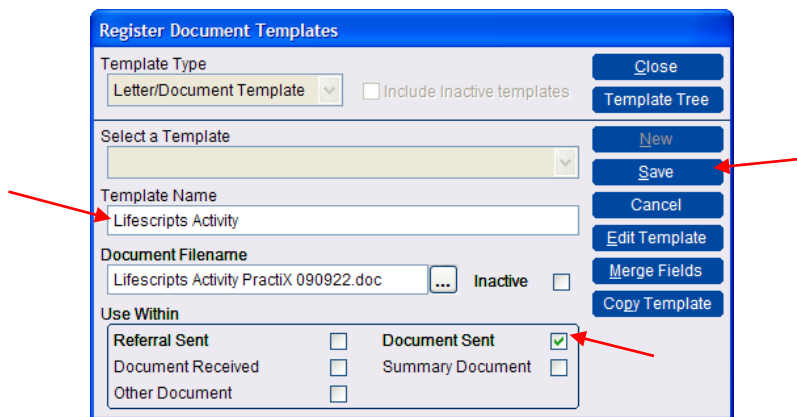 Register Document Templates
Template Type
Letter/Document Template
Include Inactive templates
Close
Template Tree
Select a Template
New
Save
Template Name
Lifescripts Activity
Cancel
Edit Template
Document Filename
Lifescripts Activity PractiX 090922.doc
...
Inactive
Merge Fields
Copy Template
Use Within
Referral Sent
Document Sent
Document Received
Summary Document
Other Document